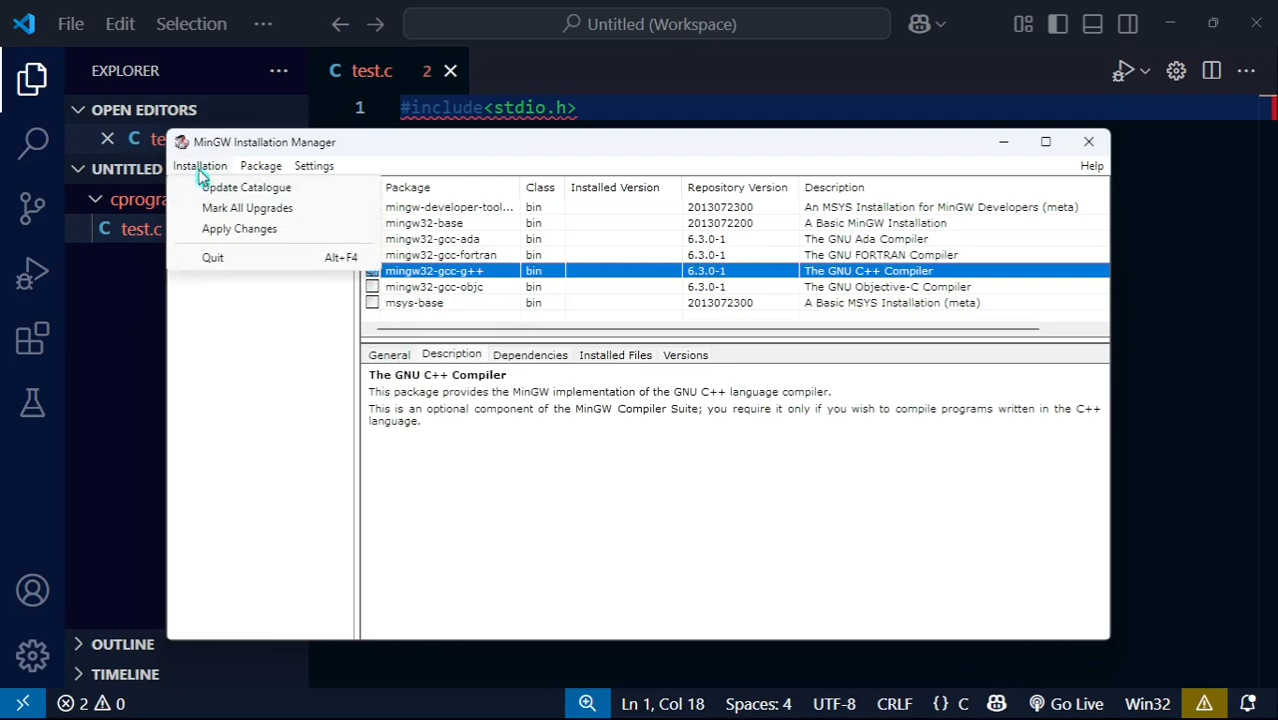 File Edit Selection ··· Untitled (Workspace)
EXPLORER ···
C test.c 2
OPEN EDITORS
C
1 #include<stdio.h>
UNTITLED
C test.c
MinGW Installation Manager
Installation Package Settings Help
Update Catalogue
Mark All Upgrades
Apply Changes
Quit Alt+F4
Package Class Installed Version Repository Version Description
mingw-developer-tool... bin 2013072300 An MSYS Installation for MinGW Developers (meta)
mingw32-base bin 2013072200 A Basic MinGW Installation
mingw32-gcc-ada bin 6.3.0-1 The GNU Ada Compiler
mingw32-gcc-fortran bin 6.3.0-1 The GNU FORTRAN Compiler
mingw32-gcc-g++ bin 6.3.0-1 The GNU C++ Compiler
mingw32-gcc-objc bin 6.3.0-1 The GNU Objective-C Compiler
msys-base bin 2013072300 A Basic MSYS Installation (meta)
General Description Dependencies Installed Files Versions
The GNU C++ Compiler
This package provides the MinGW implementation of the GNU C++ language compiler.
This is an optional component of the MinGW Compiler Suite; you require it only if you wish to compile programs written in the C++
language.
OUTLINE
TIMELINE
2 0 Ln 1, Col 18 Spaces: 4 UTF-8 CRLF {} C Go Live Win32